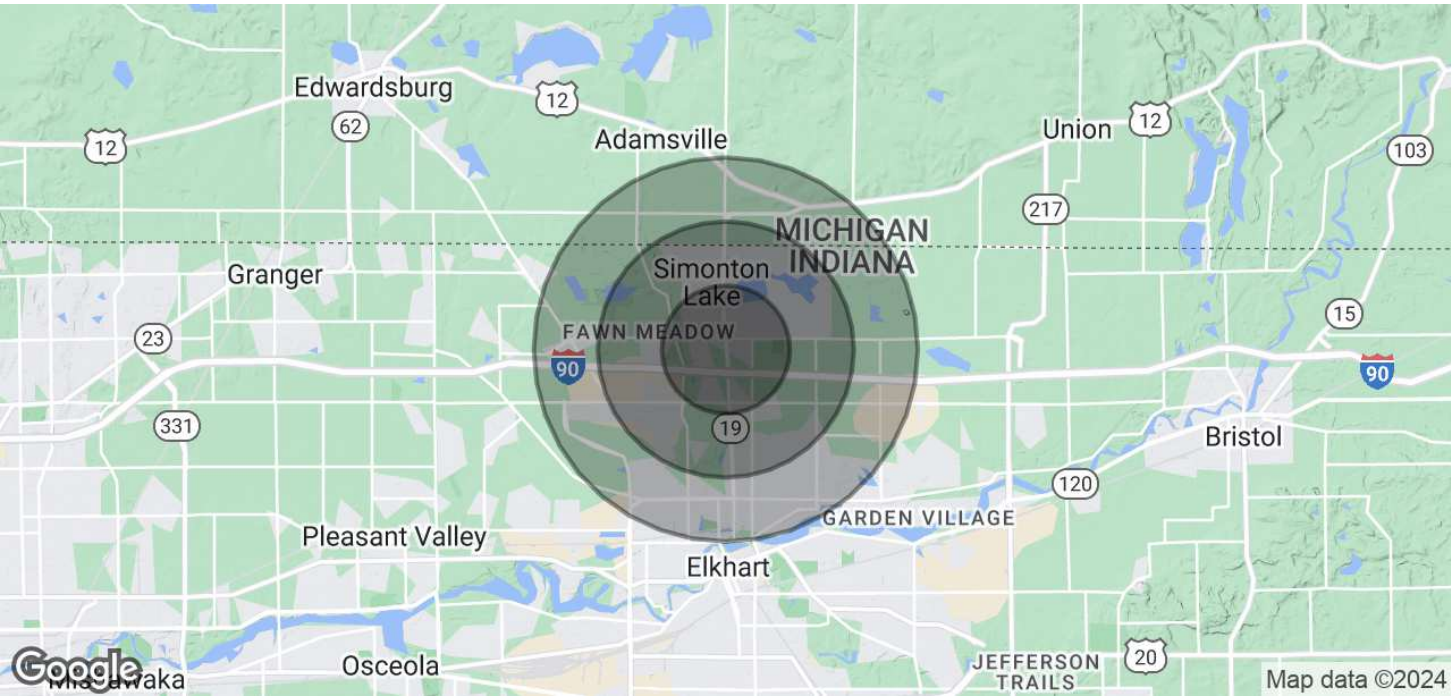 Edwardsburg
12
Adamsville
Union
12
62
12
103
217
MICHIGAN
INDIANA
Simonton
Lake
Granger
15
FAWN MEADOW
23
90
90
331
19
Bristol
120
GARDEN VILLAGE
Pleasant Valley
Elkhart
Osceola
JEFFERSON
TRAILS
20
Google
Mishawaka
Map data ©2024